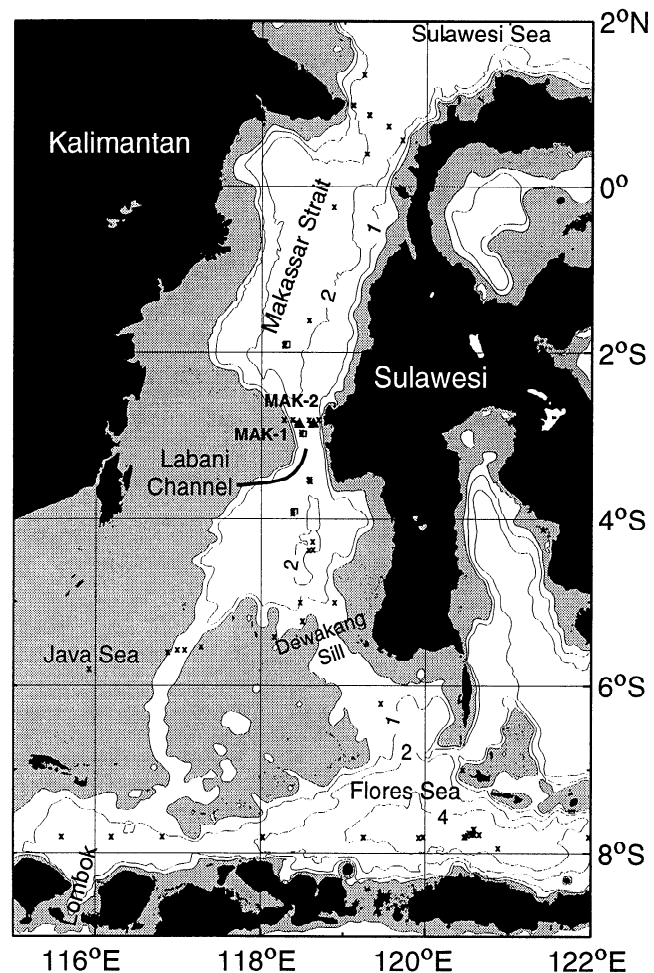 2°N
Sulawesi Sea
Kalimantan
0°
Makassar Strait
1
2
2°S
Sulawesi
MAK-2
MAK-1
Labani
Channel
4°S
2
Dewakang
Sill
Java Sea
6°S
1
2
Flores Sea
4
8°S
Lombok
116°E
118°E
120°E
122°E